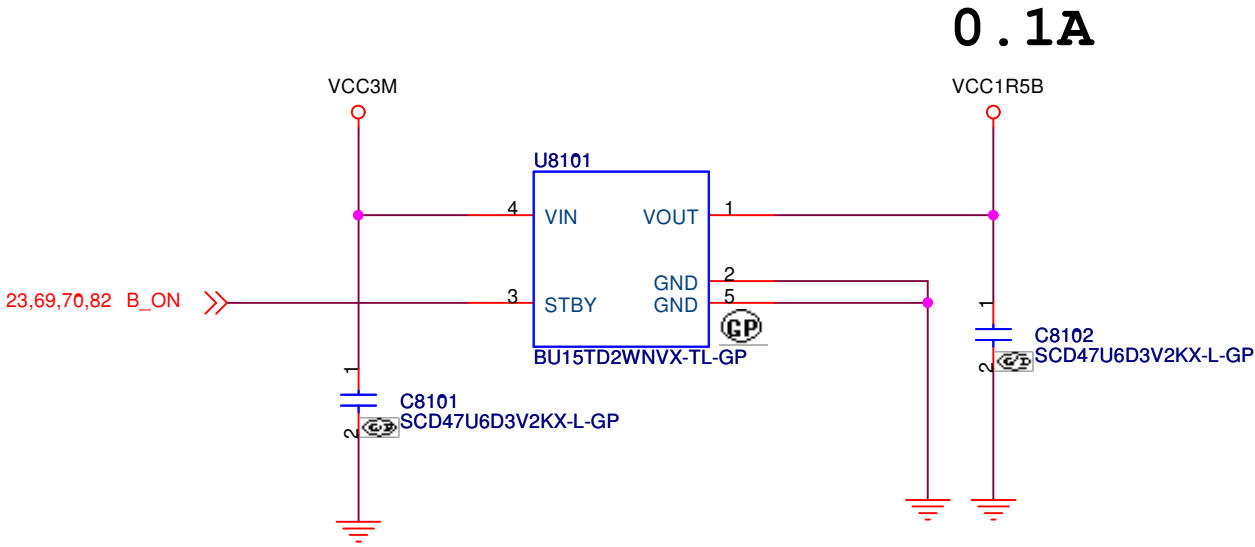 0.1A
VCC3M
VCC1R5B
U8101
4
VIN
VOUT
1
GND
2
23,69,70,82 B_ON
3
STBY
GND
5
GP
BU15TD2WNVX-TL-GP
1
C8102
SCD47U6D3V2KX-L-GP
2
1
C8101
SCD47U6D3V2KX-L-GP
2